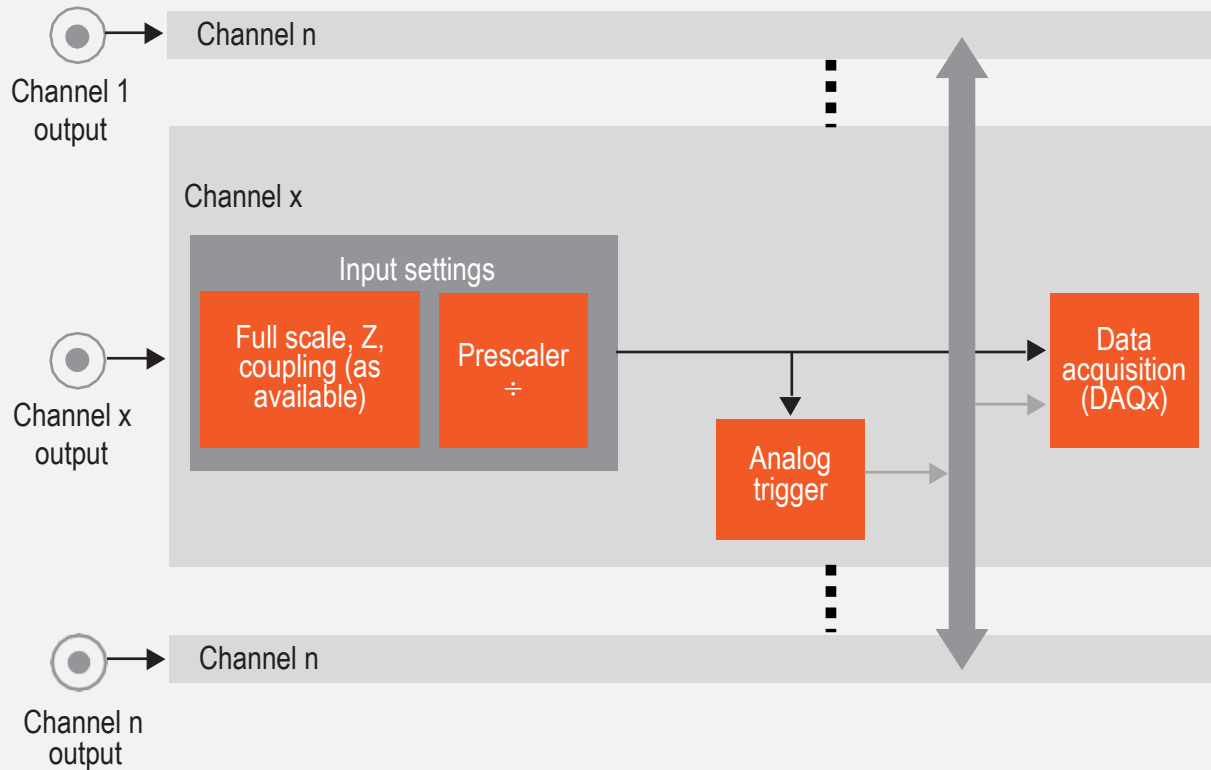 Channel n
Channel 1
output
Channel x
Input settings
Full scale, Z,
coupling (as
available)
Prescaler
÷
Data
acquisition
(DAQx)
Channel x
output
Analog
trigger
Channel n
Channel n
output